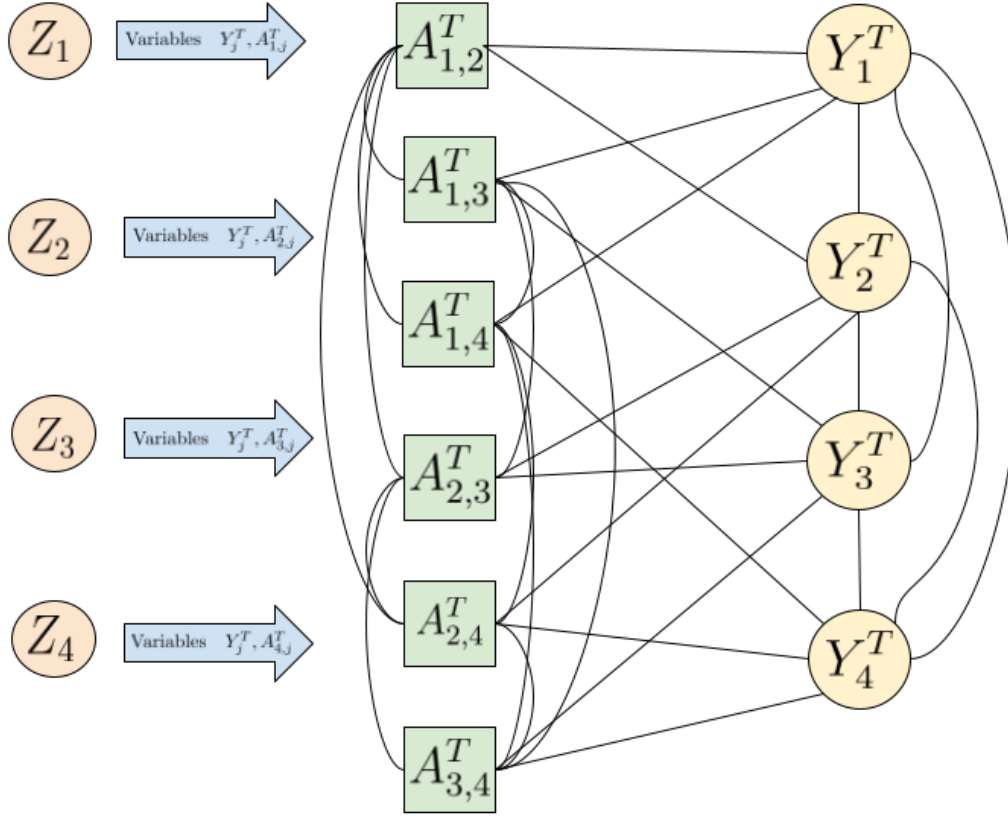 Z_1 Variables Y_j^T, A_{1,j}^T A_{1,2}^T Y_1^T
A_{1,3}^T
Z_2 Variables Y_j^T, A_{2,j}^T Y_2^T
A_{1,4}^T
Z_3 Variables Y_j^T, A_{3,j}^T Y_3^T
A_{2,3}^T
Z_4 Variables Y_j^T, A_{4,j}^T A_{2,4}^T Y_4^T
A_{3,4}^T